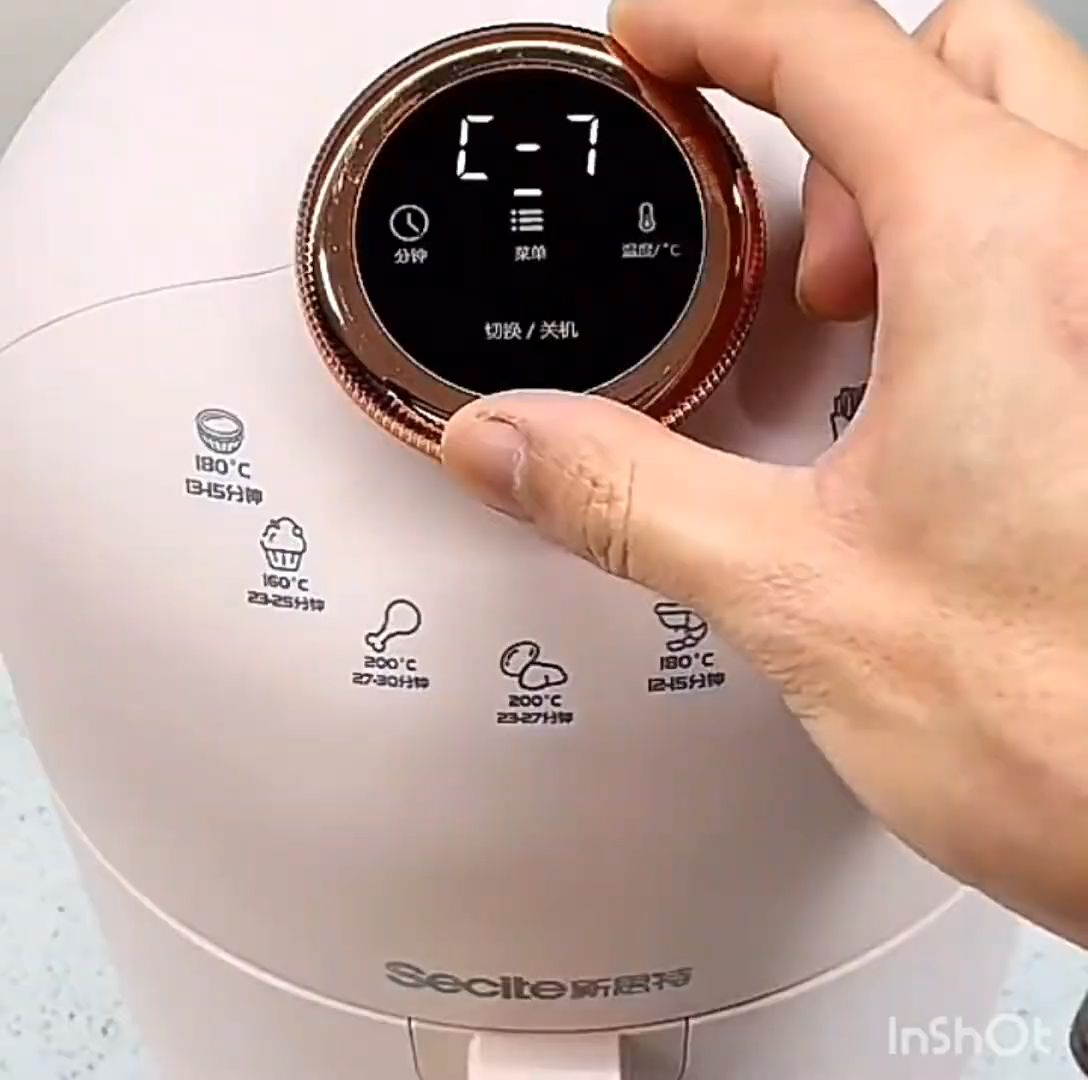 C-7
分钟
菜单
温度/°C
切换 / 关机
180°C
13-15分钟
160°C
23-25分钟
200°C
27-30分钟
200°C
23-27分钟
180°C
12-15分钟
Secite新思特
InShOt